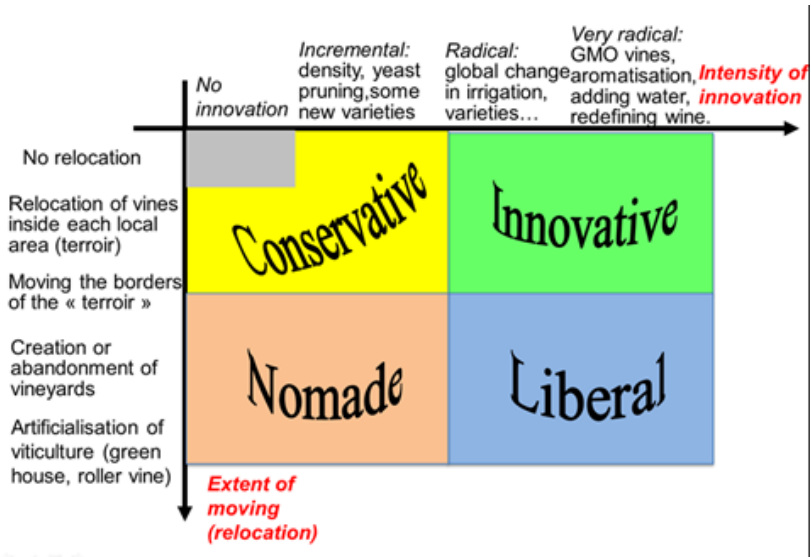 No
innovation
Incremental:
density, yeast
pruning,some
new varieties
Radical:
global change
in irrigation,
varieties…
Very radical:
GMO vines,
aromatisation,
adding water,
redefining wine.
Intensity of
innovation
No relocation
Relocation of vines
inside each local
area (terroir)
Moving the borders
of the « terroir »
Creation or
abandonment of
vineyards
Artificialisation of
viticulture (green
house, roller vine)
Conservative
Innovative
Nomade
Liberal
Extent of
moving
(relocation)